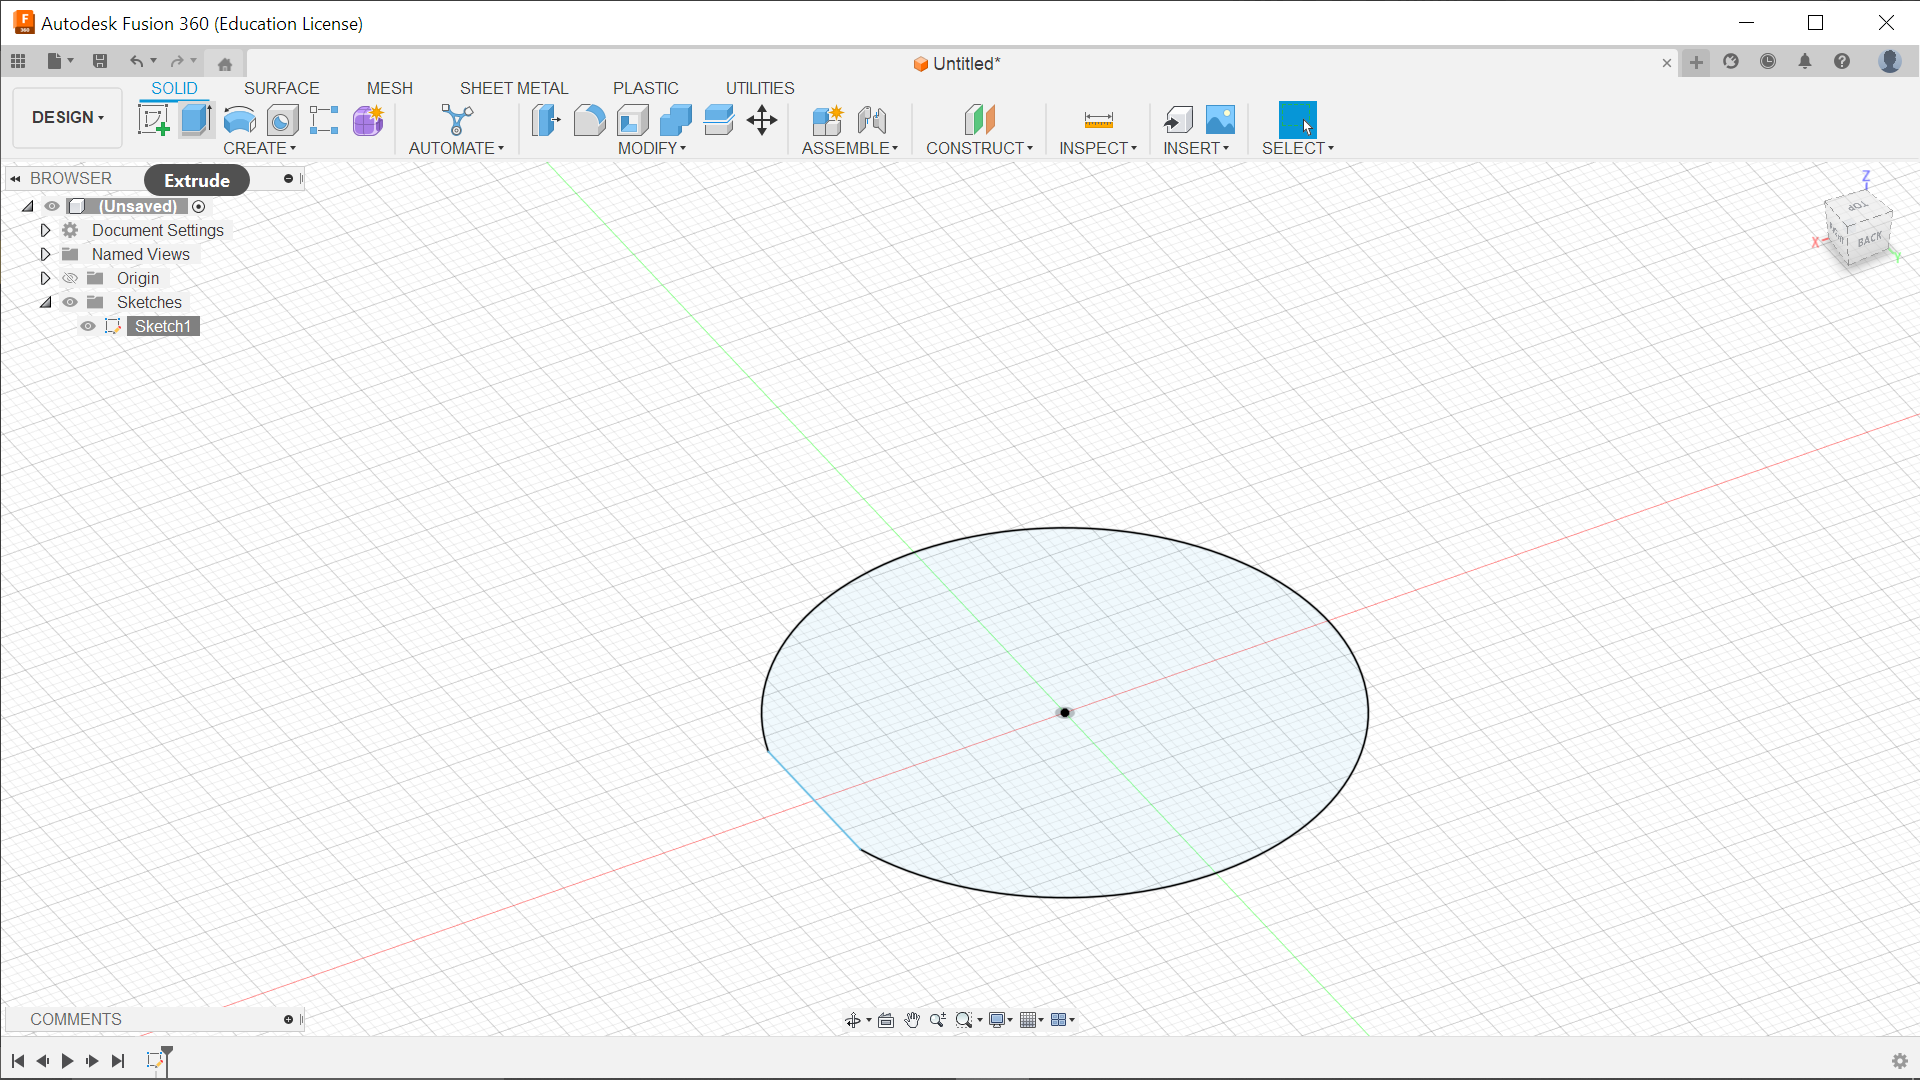 Autodesk Fusion 360 (Education License)
Untitled*
SOLID SURFACE MESH SHEET METAL PLASTIC UTILITIES
DESIGN
CREATE AUTOMATE MODIFY ASSEMBLE CONSTRUCT INSPECT INSERT SELECT
BROWSER
Extrude
(Unsaved)
Document Settings
Named Views
Origin
Sketches
Sketch1
Z
TOP
BACK
X
Y
COMMENTS